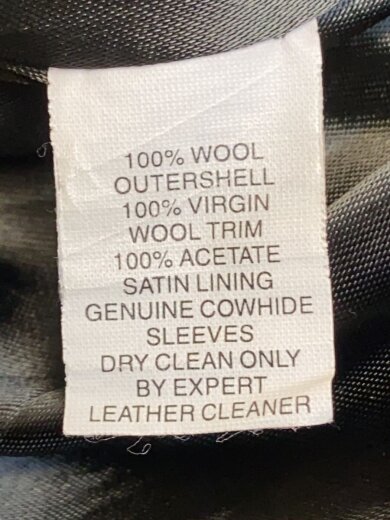 100% WOOL
OUTERSHELL
100% VIRGIN
WOOL TRIM
100% ACETATE
SATIN LINING
GENUINE COWHIDE
SLEEVES
DRY CLEAN ONLY
BY EXPERT
LEATHER CLEANER